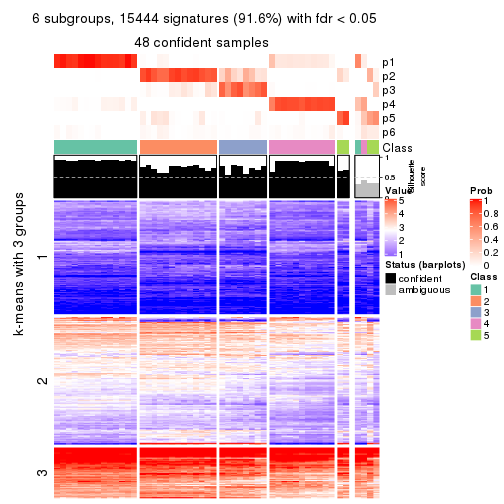 6 subgroups, 15444 signatures (91.6%) with fdr < 0.05
48 confident samples
p1
p2
p3
p4
p5
p6
Class
1
0.5
0
Silhouette
score
k-means with 3 groups
1
2
3
Value
5
4
3
2
1
Status (barplots)
confident
ambiguous
Prob
1
0.8
0.6
0.4
0.2
0
Class
1
2
3
4
5